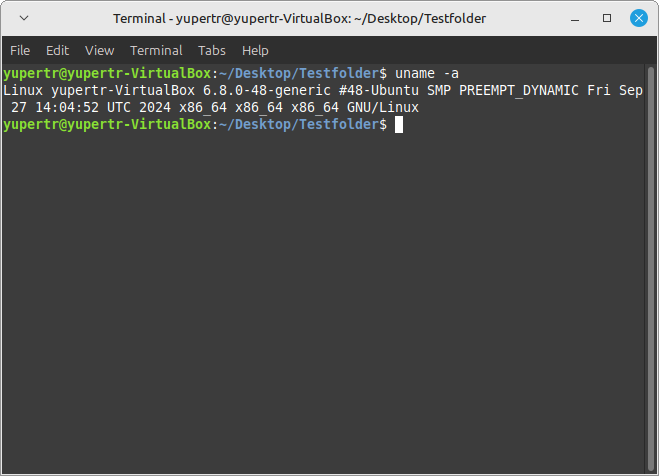 Terminal - yupertr@yupertr-VirtualBox: ~/Desktop/Testfolder
File Edit View Terminal Tabs Help
yupertr@yupertr-VirtualBox:~/Desktop/Testfolder$ uname -a
Linux yupertr-VirtualBox 6.8.0-48-generic #48-Ubuntu SMP PREEMPT_DYNAMIC Fri Sep
 27 14:04:52 UTC 2024 x86_64 x86_64 x86_64 GNU/Linux
yupertr@yupertr-VirtualBox:~/Desktop/Testfolder$